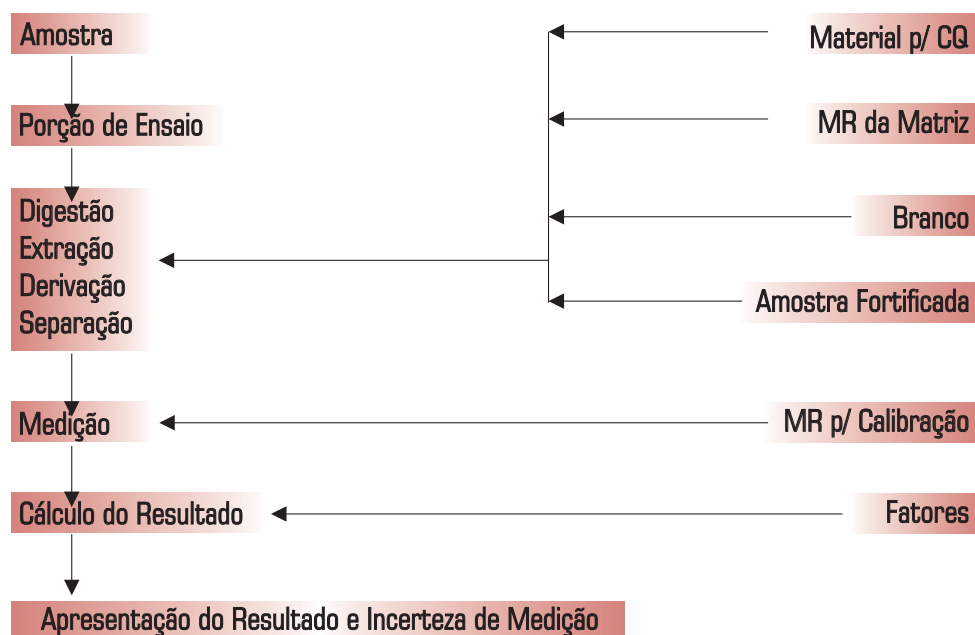 Amostra
Material p/ CQ
Porção de Ensaio
MR da Matriz
Digestão
Extração
Derivação
Separação
Branco
Amostra Fortificada
Medição
MR p/ Calibração
Cálculo do Resultado
Fatores
Apresentação do Resultado e Incerteza de Medição